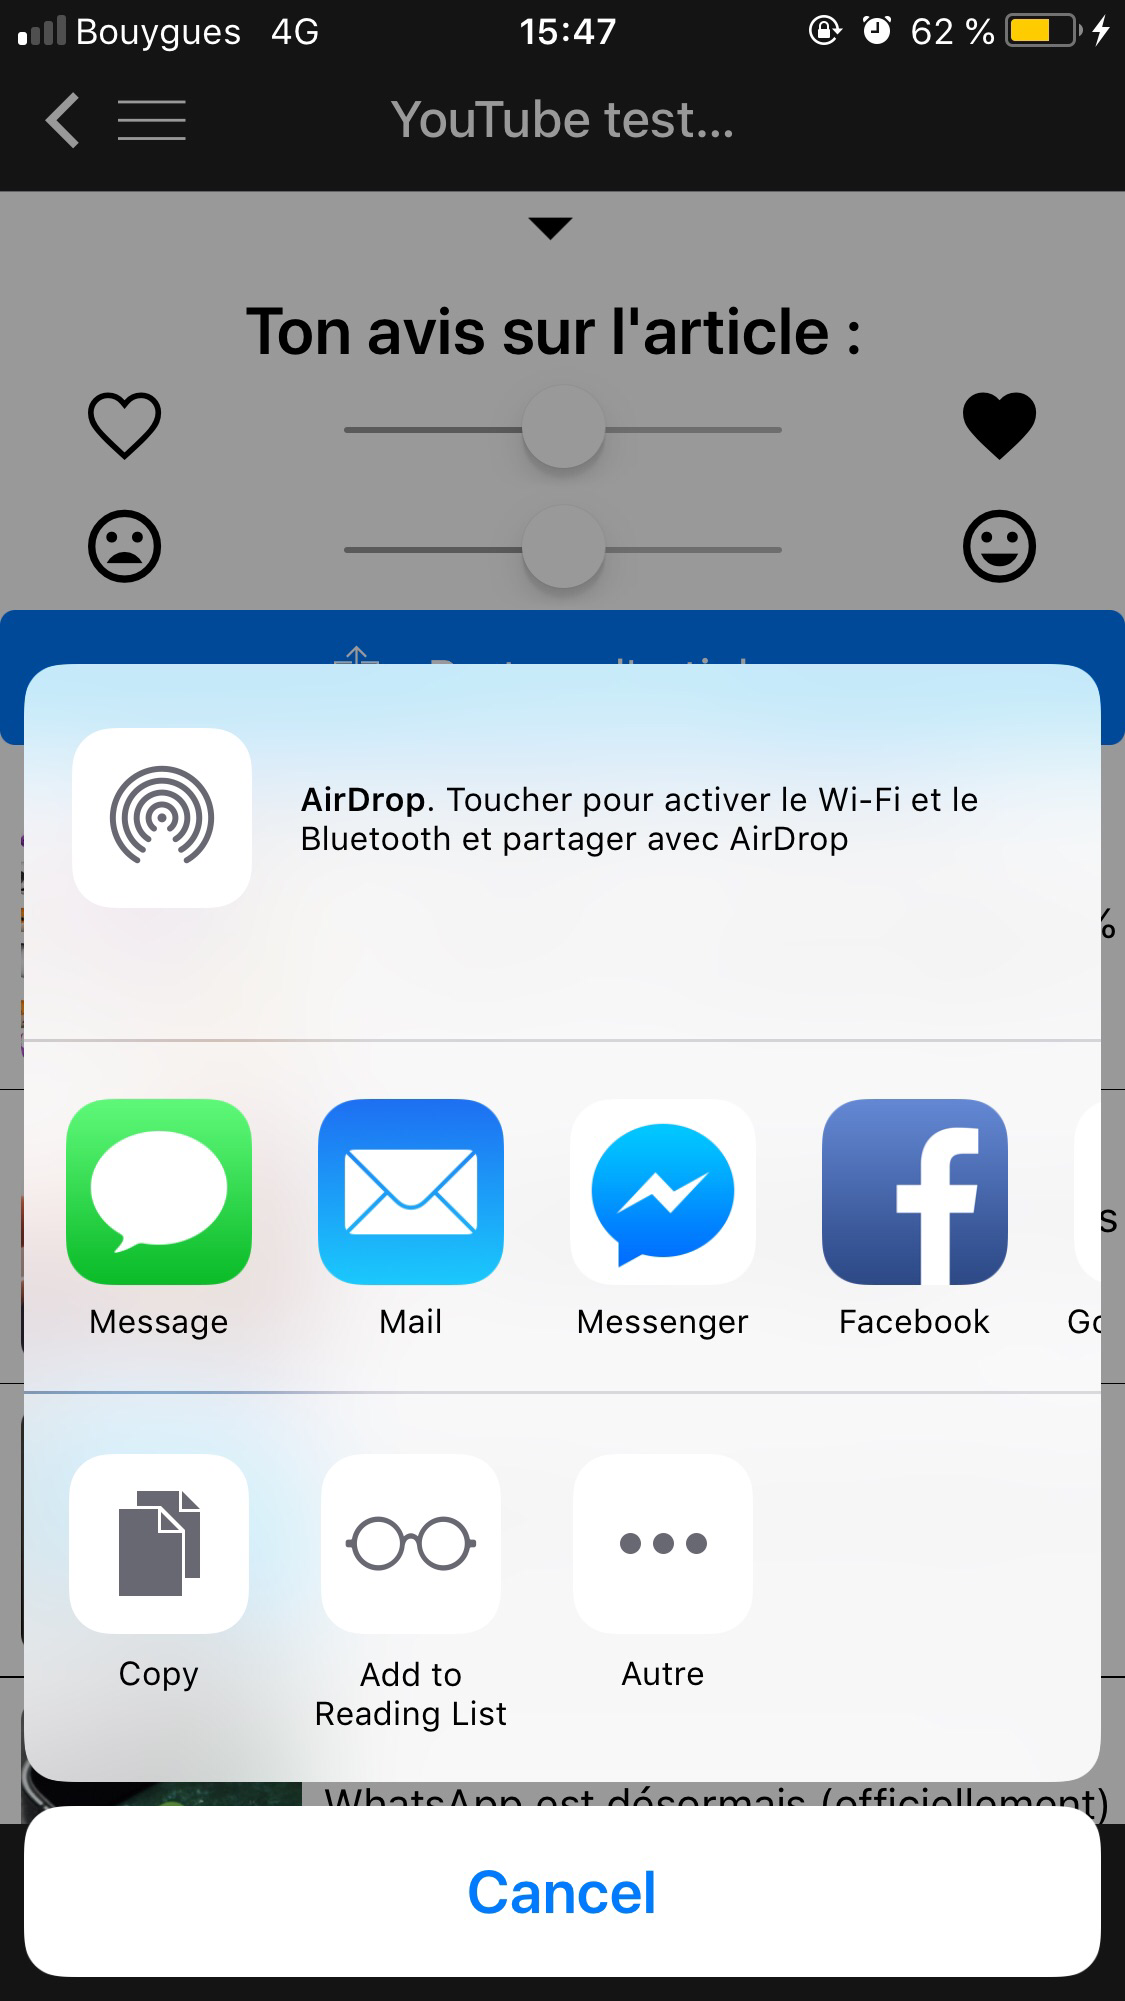 Bouygues 4G 15:47 62 %
YouTube test...
Ton avis sur l'article :
AirDrop. Toucher pour activer le Wi-Fi et le
Bluetooth et partager avec AirDrop
%
s
Message Mail Messenger Facebook
Copy Add to Autre
Reading List
WhatsApp est désormais (officiellement)
Cancel